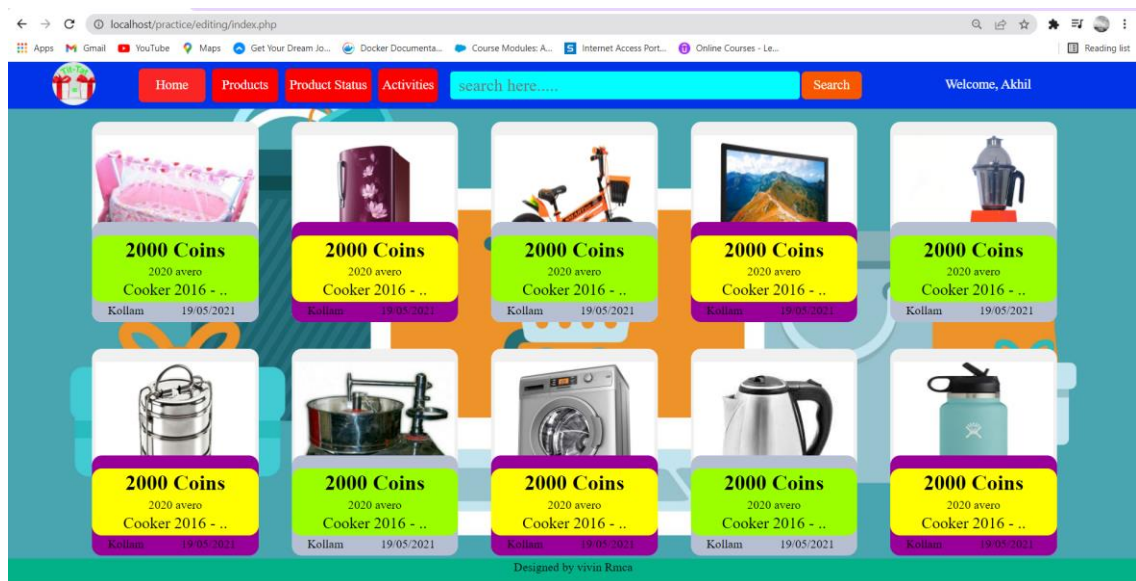 localhost/practice/editing/index.php
Apps Gmail YouTube Maps Get Your Dream Jo... Docker Documenta... Course Modules: A... Internet Access Port... Online Courses - Le... Reading list
Tit-Tat Home Products Product Status Activities search here..... Search Welcome, Akhil
2000 Coins 2000 Coins 2000 Coins 2000 Coins 2000 Coins
2020 avero 2020 avero 2020 avero 2020 avero 2020 avero
Cooker 2016 - .. Cooker 2016 - .. Cooker 2016 - .. Cooker 2016 - .. Cooker 2016 - ..
Kollam 19/05/2021 Kollam 19/05/2021 Kollam 19/05/2021 Kollam 19/05/2021 Kollam 19/05/2021
2000 Coins 2000 Coins 2000 Coins 2000 Coins 2000 Coins
2020 avero 2020 avero 2020 avero 2020 avero 2020 avero
Cooker 2016 - .. Cooker 2016 - .. Cooker 2016 - .. Cooker 2016 - .. Cooker 2016 - ..
Kollam 19/05/2021 Kollam 19/05/2021 Kollam 19/05/2021 Kollam 19/05/2021 Kollam 19/05/2021
Designed by vivin Rmca